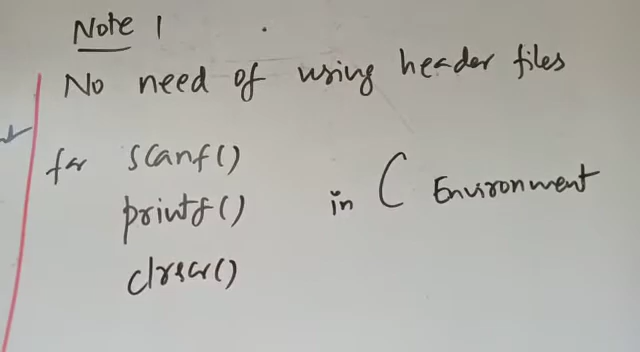 Note 1
No need of using header files
for scanf()
printf() in C Environment
clrscr()